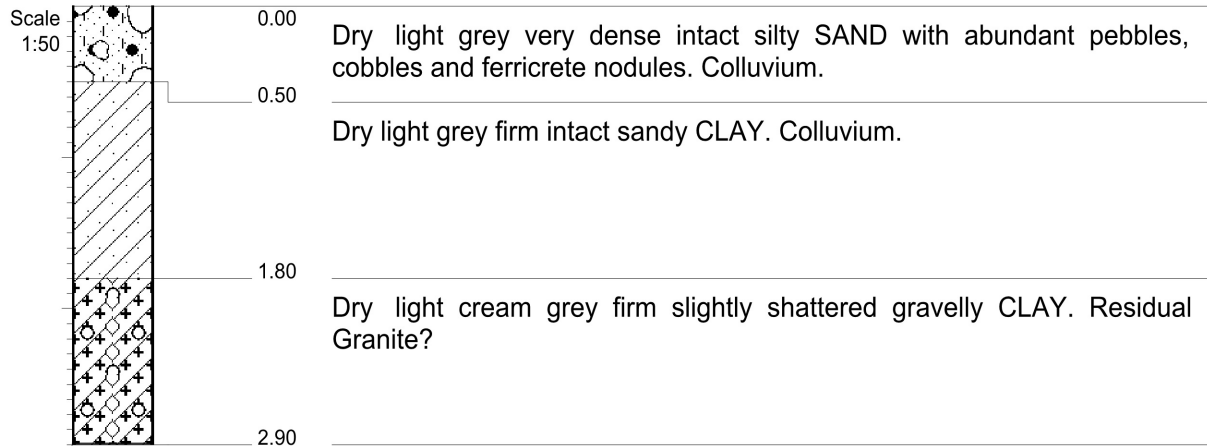 Scale
1:50
0.00
Dry light grey very dense intact silty SAND with abundant pebbles,
cobbles and ferricrete nodules. Colluvium.
0.50
Dry light grey firm intact sandy CLAY. Colluvium.
1.80
Dry light cream grey firm slightly shattered gravelly CLAY. Residual
Granite?
2.90